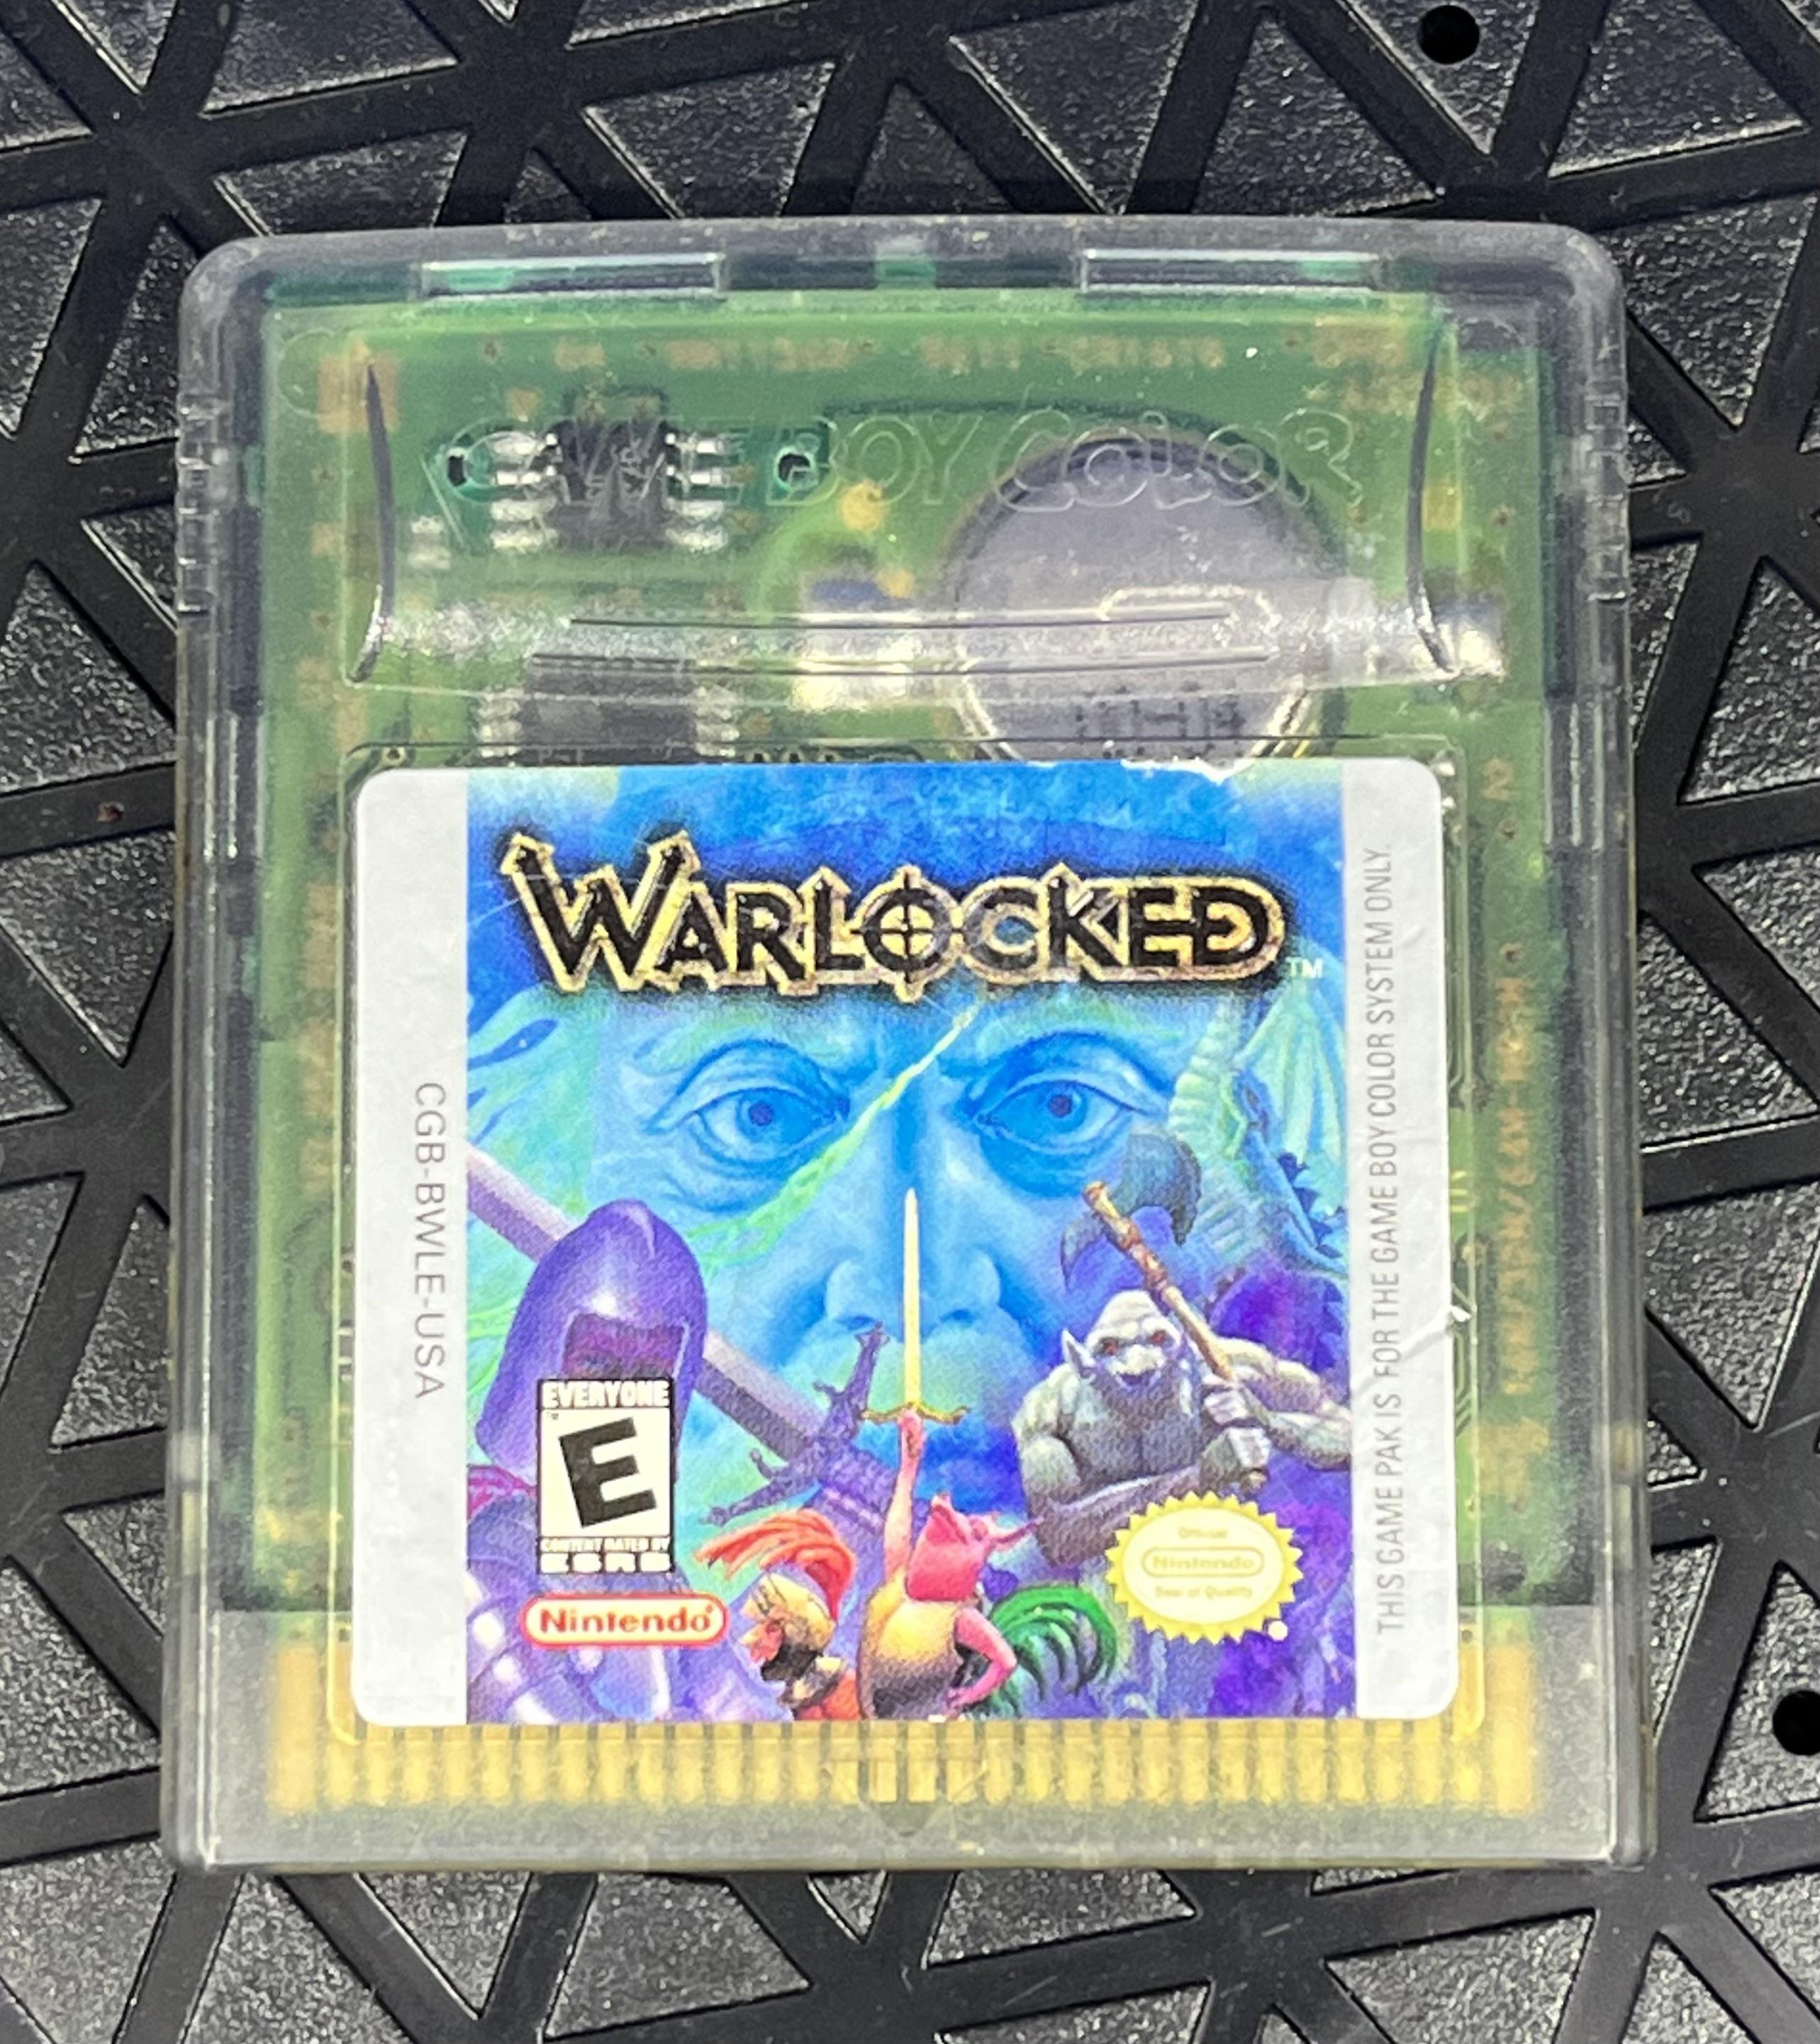 GAME BOY COLOR
WARLOCKED
TM
CGB-BWLE-USA
THIS GAME PAK IS FOR THE GAME BOY COLOR SYSTEM ONLY.
EVERYONE
E
CONTENT RATED BY
ESRB
Nintendo®
Official
Nintendo
Seal of Quality